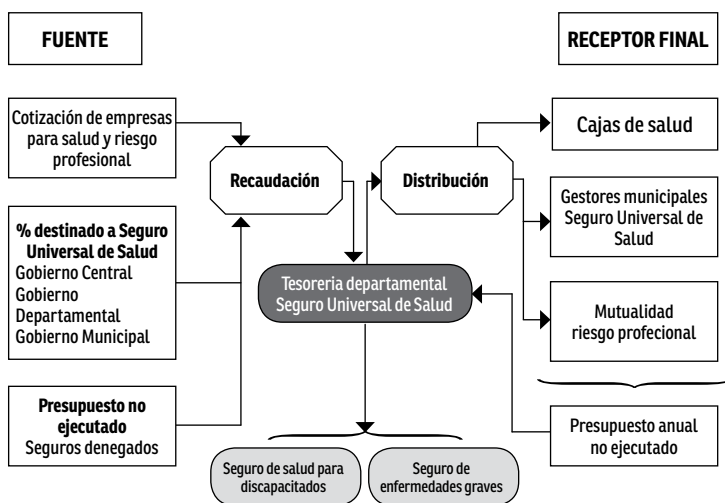 FUENTE
RECEPTOR FINAL
Cotización de empresas
para salud y riesgo
profesional
Recaudación
Distribución
Cajas de salud
% destinado a Seguro
Universal de Salud
Gobierno Central
Gobierno
Departamental
Gobierno Municipal
Gestores municipales
Seguro Universal de
Salud
Tesoreria departamental
Seguro Universal de Salud
Mutualidad
riesgo profecional
Presupuesto no
ejecutado
Seguros denegados
Presupuesto anual
no ejecutado
Seguro de salud para
discapacitados
Seguro de
enfermedades graves